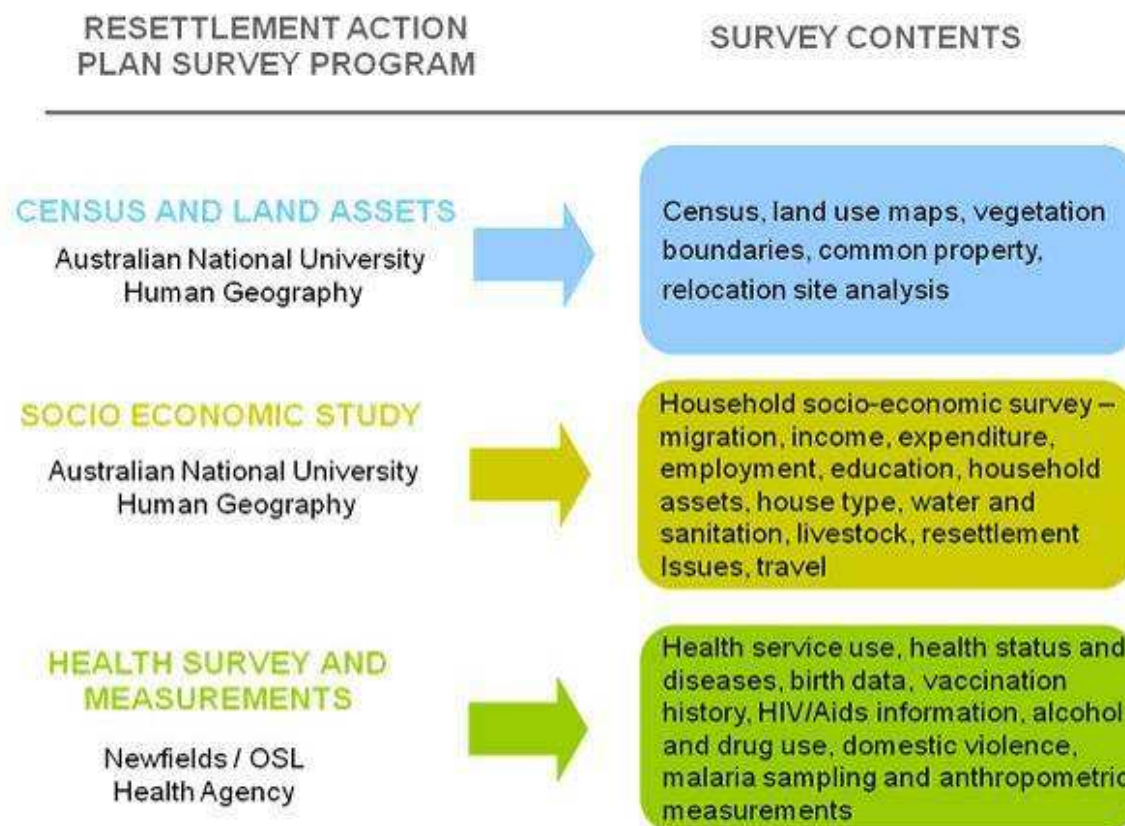 RESETTLEMENT ACTION
PLAN SURVEY PROGRAM
SURVEY CONTENTS
CENSUS AND LAND ASSETS
Australian National University
Human Geography
Census, land use maps, vegetation
boundaries, common property,
relocation site analysis
SOCIO ECONOMIC STUDY
Australian National University
Human Geography
Household socio-economic survey –
migration, income, expenditure,
employment, education, household
assets, house type, water and
sanitation, livestock, resettlement
Issues, travel
HEALTH SURVEY AND
MEASUREMENTS
Newfields / OSL
Health Agency
Health service use, health status and
diseases, birth data, vaccination
history, HIV/Aids information, alcohol
and drug use, domestic violence,
malaria sampling and anthropometric
measurements